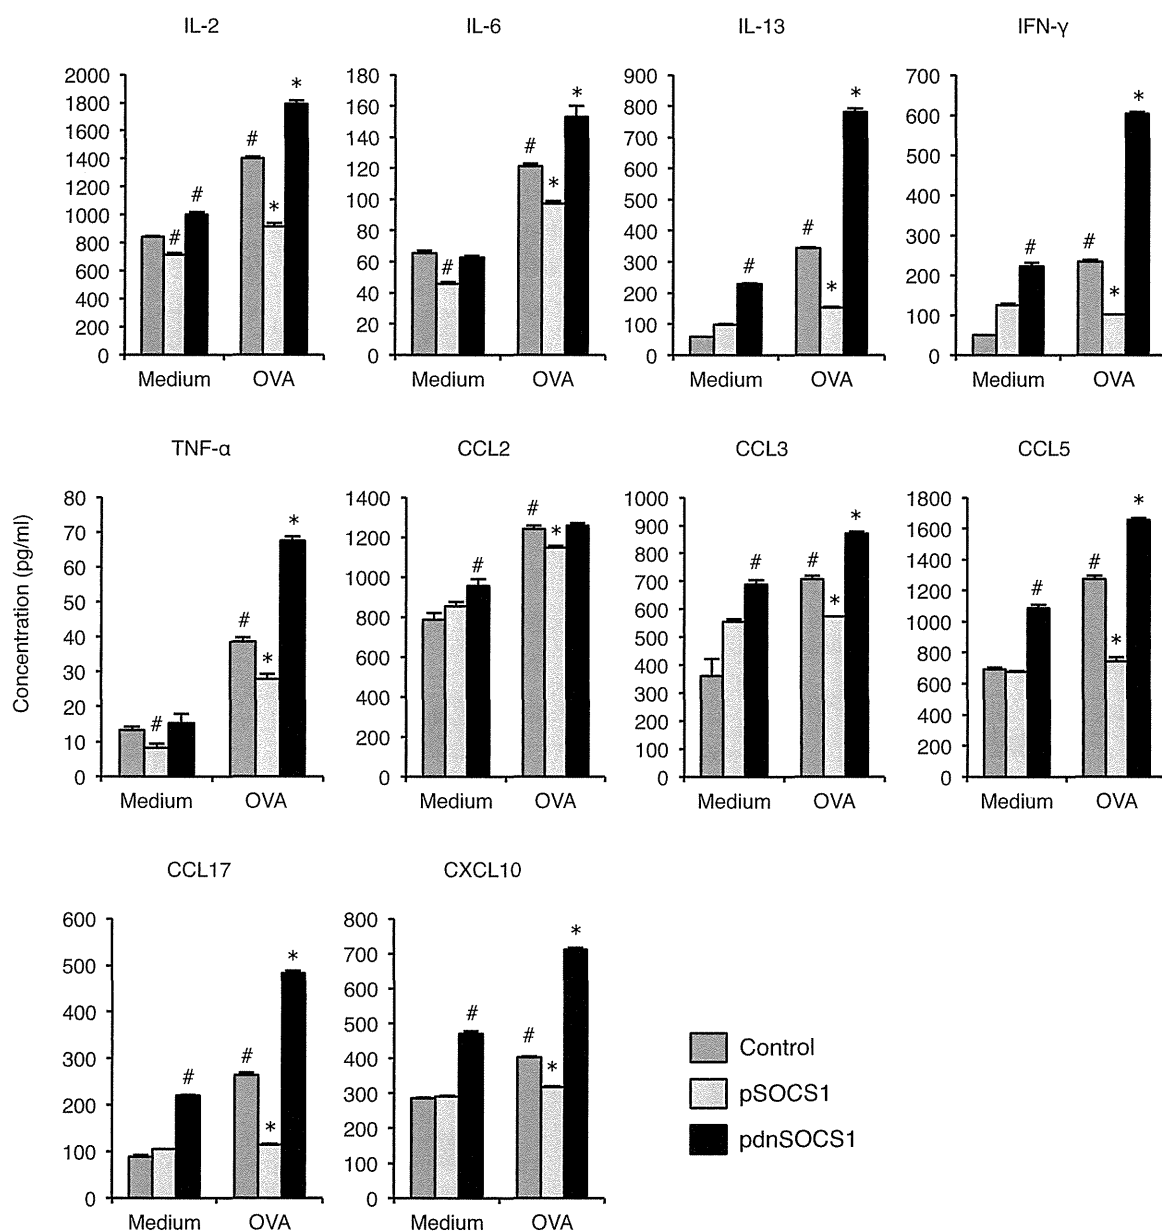 IL-2 IL-6 IL-13 IFN-γ
2000 180 900 700
1800 160 800 600
1600 140 700 500
1400 120 600 400
1200 100 500 300
1000 80 400 200
800 60 300 100
600 40 200 0
400 20 100
200 0 0
0
* * * *
# # # #
# # * * # * # *
# #
Medium OVA Medium OVA Medium OVA Medium OVA
TNF-α CCL2 CCL3 CCL5
Concentration (pg/ml)
80 1400 1000 1800
70 1200 900 1600
60 1000 800 1400
50 800 700 1200
40 600 600 1000
30 400 500 800
20 200 400 600
10 0 300 400
0 200 200
100 0
0
* # * *
# * # # # #
# * # * *
Medium OVA Medium OVA Medium OVA Medium OVA
CCL17 CXCL10
600 800
500 700
400 600
300 500
200 400
100 300
0 200
100
0
* *
# # # #
* *
Medium OVA Medium OVA
Control
pSOCS1
pdnSOCS1